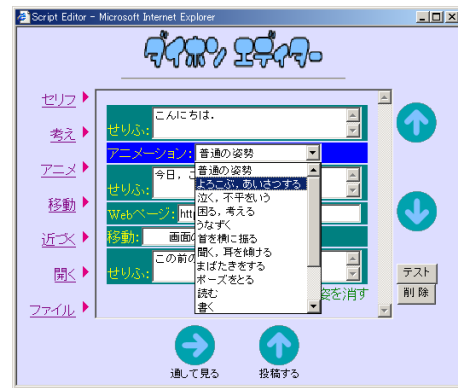 Script Editor - Microsoft Internet Explorer
ダイホン エディター
セリフ
考え
アニメ
移動
近づく
開く
ファイル
せりふ: こんにちは.
アニメーション: 普通の姿勢
普通の姿勢
よろこぶ,あいさつする
泣く,不平をいう
困る,考える
うなずく
首を横に振る
聞く,耳を傾ける
まばたきをする
ポーズをとる
読む
書く
せりふ: 今日,こ
Webページ: http
移動: 画面の
せりふ: この前の
姿を消す
テスト
削除
通して見る
投稿する